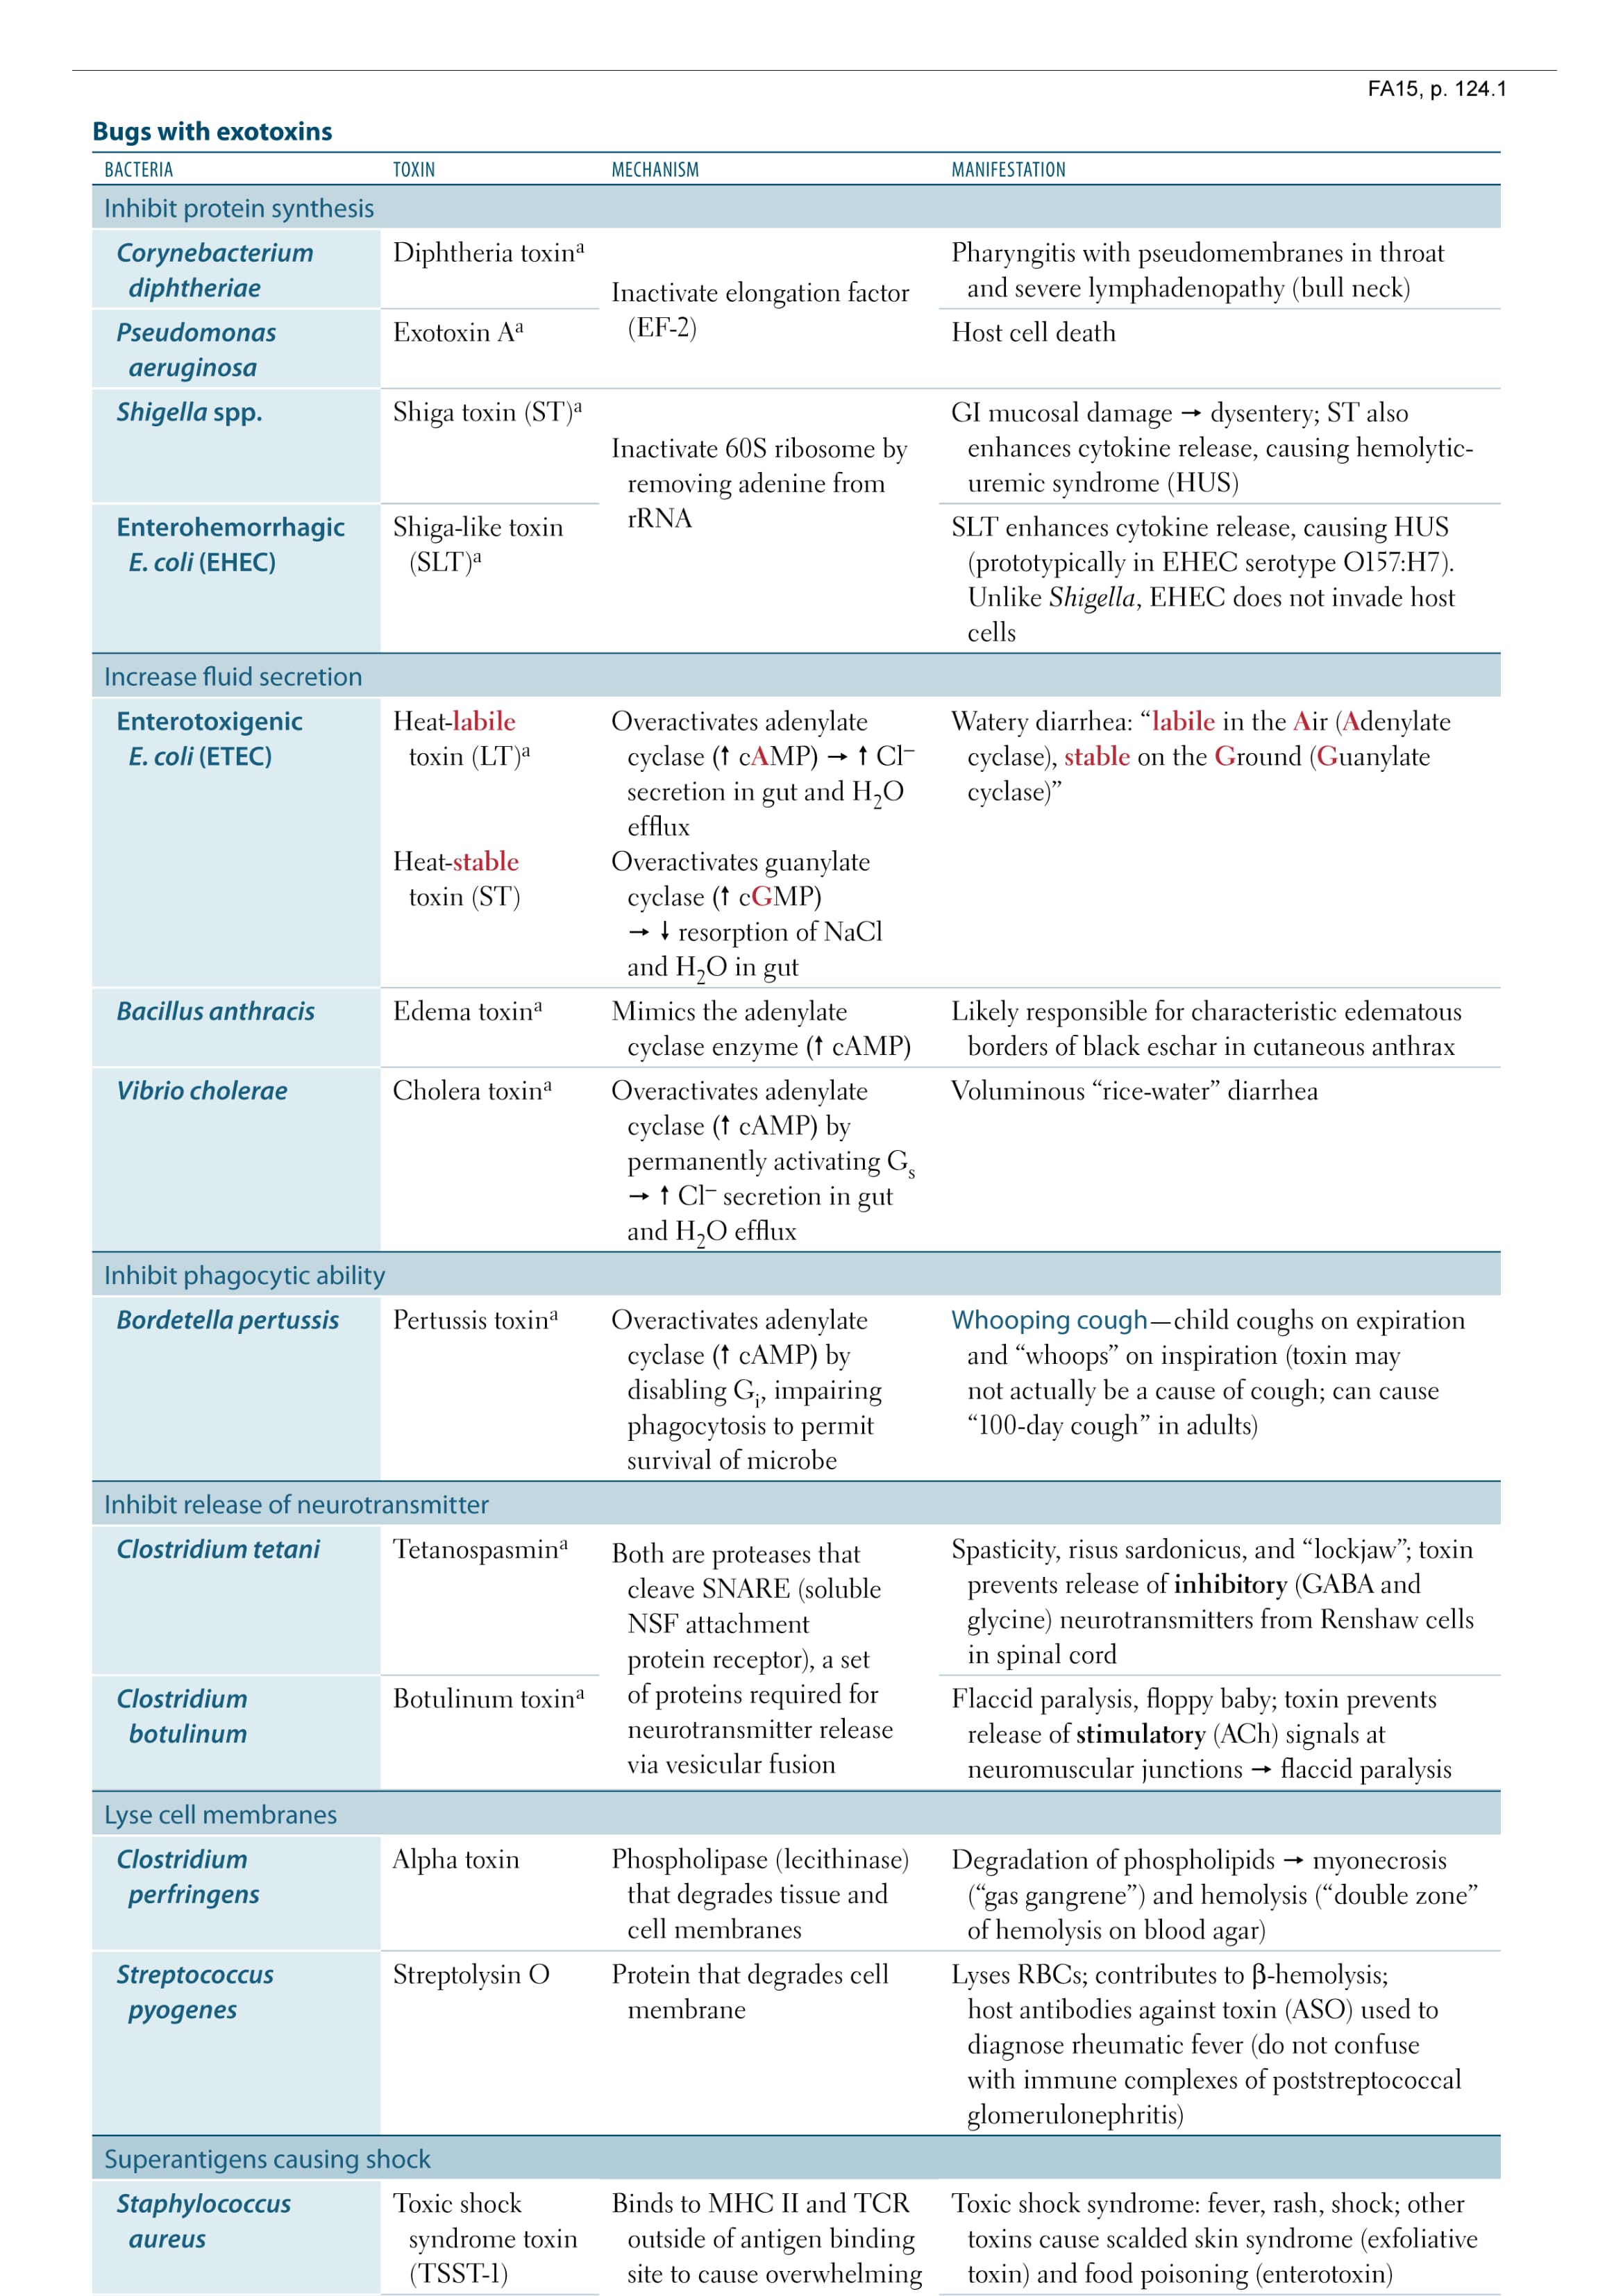 FA15, p. 124.1
Bugs with exotoxins
BACTERIA TOXIN MECHANISM MANIFESTATION
Inhibit protein synthesis
Corynebacterium
diphtheriae
Diphtheria toxinª
Inactivate elongation factor
(EF-2)
Pharyngitis with pseudomembranes in throat
and severe lymphadenopathy (bull neck)
Pseudomonas
aeruginosa
Exotoxin Aª
Host cell death
Shigella spp.
Shiga toxin (ST)ª
Inactivate 60S ribosome by
removing adenine from
rRNA
GI mucosal damage → dysentery; ST also
enhances cytokine release, causing hemolytic-
uremic syndrome (HUS)
Enterohemorrhagic
E. coli (EHEC)
Shiga-like toxin
(SLT)ª
SLT enhances cytokine release, causing HUS
(prototypically in EHEC serotype O157:H7).
Unlike Shigella, EHEC does not invade host
cells
Increase fluid secretion
Enterotoxigenic
E. coli (ETEC)
Heat-labile
toxin (LT)ª
Overactivates adenylate
cyclase (↑ cAMP) → ↑ Cl⁻
secretion in gut and H₂O
efflux
Watery diarrhea: “labile in the Air (Adenylate
cyclase), stable on the Ground (Guanylate
cyclase)”
Heat-stable
toxin (ST)
Overactivates guanylate
cyclase (↑ cGMP)
→ ↓ resorption of NaCl
and H₂O in gut
Bacillus anthracis
Edema toxinª
Mimics the adenylate
cyclase enzyme (↑ cAMP)
Likely responsible for characteristic edematous
borders of black eschar in cutaneous anthrax
Vibrio cholerae
Cholera toxinª
Overactivates adenylate
cyclase (↑ cAMP) by
permanently activating Gₛ
→ ↑ Cl⁻ secretion in gut
and H₂O efflux
Voluminous “rice-water” diarrhea
Inhibit phagocytic ability
Bordetella pertussis
Pertussis toxinª
Overactivates adenylate
cyclase (↑ cAMP) by
disabling Gᵢ, impairing
phagocytosis to permit
survival of microbe
Whooping cough—child coughs on expiration
and “whoops” on inspiration (toxin may
not actually be a cause of cough; can cause
“100-day cough” in adults)
Inhibit release of neurotransmitter
Clostridium tetani
Tetanospasminª
Both are proteases that
cleave SNARE (soluble
NSF attachment
protein receptor), a set
of proteins required for
neurotransmitter release
via vesicular fusion
Spasticity, risus sardonicus, and “lockjaw”; toxin
prevents release of inhibitory (GABA and
glycine) neurotransmitters from Renshaw cells
in spinal cord
Clostridium
botulinum
Botulinum toxinª
Flaccid paralysis, floppy baby; toxin prevents
release of stimulatory (ACh) signals at
neuromuscular junctions → flaccid paralysis
Lyse cell membranes
Clostridium
perfringens
Alpha toxin
Phospholipase (lecithinase)
that degrades tissue and
cell membranes
Degradation of phospholipids → myonecrosis
(“gas gangrene”) and hemolysis (“double zone”
of hemolysis on blood agar)
Streptococcus
pyogenes
Streptolysin O
Protein that degrades cell
membrane
Lyses RBCs; contributes to β-hemolysis;
host antibodies against toxin (ASO) used to
diagnose rheumatic fever (do not confuse
with immune complexes of poststreptococcal
glomerulonephritis)
Superantigens causing shock
Staphylococcus
aureus
Toxic shock
syndrome toxin
(TSST-1)
Binds to MHC II and TCR
outside of antigen binding
site to cause overwhelming
Toxic shock syndrome: fever, rash, shock; other
toxins cause scalded skin syndrome (exfoliative
toxin) and food poisoning (enterotoxin)